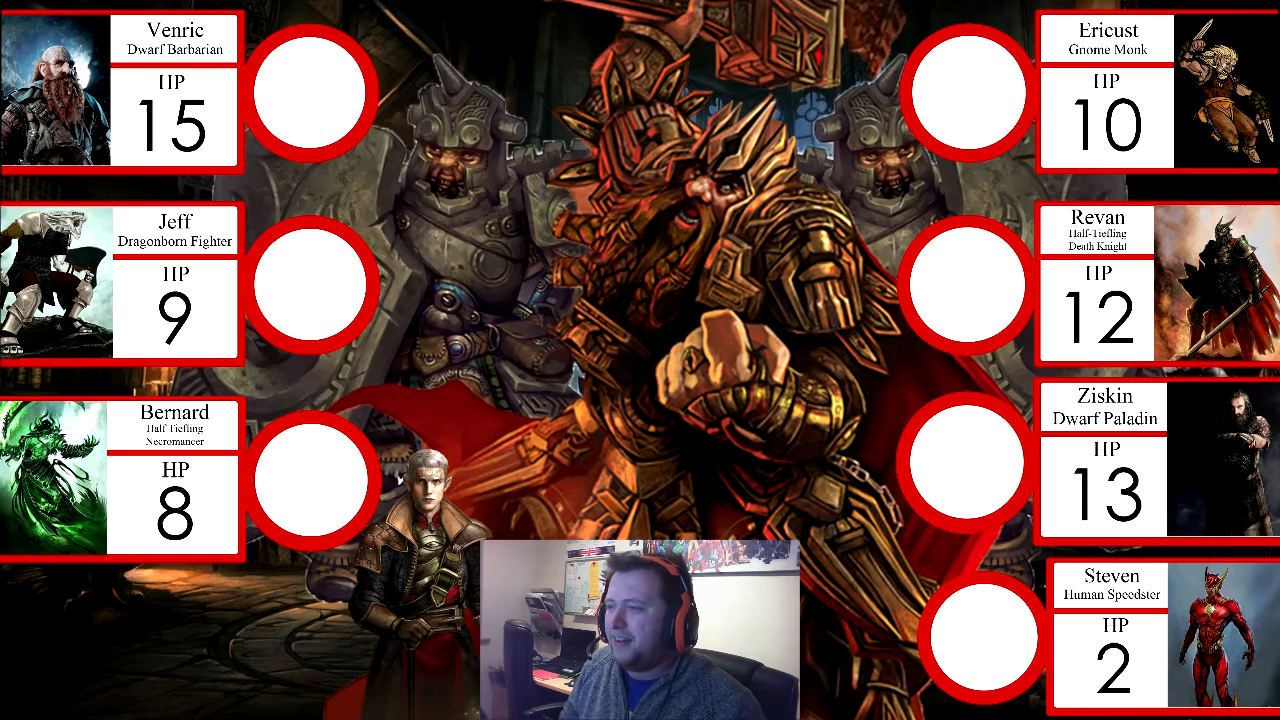 Venric
Dwarf Barbarian
HP
15
Jeff
Dragonborn Fighter
HP
9
Bernard
Half Tiefling
Necromancer
HP
8
Ericust
Gnome Monk
HP
10
Revan
Half-Tiefling
Death Knight
HP
12
Ziskin
Dwarf Paladin
HP
13
Steven
Human Speedster
HP
2